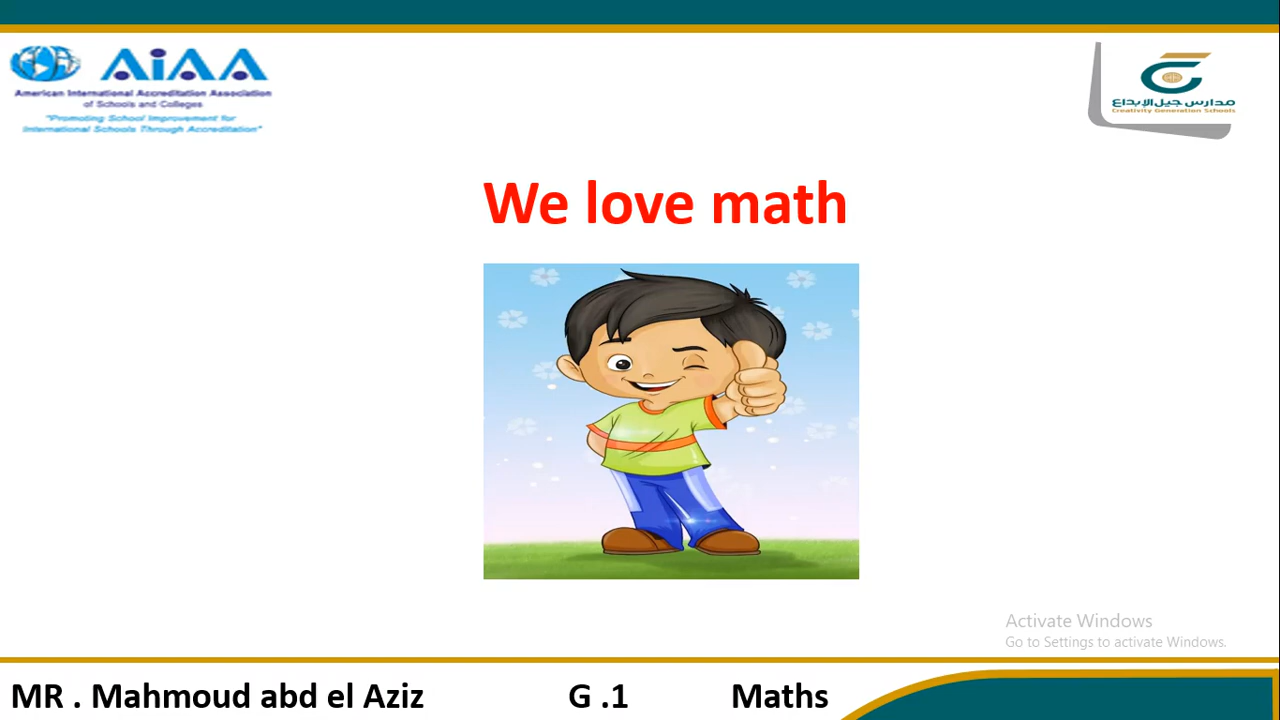 AiAA
American International Accreditation Association
of Schools and Colleges
"Promoting School Improvement for
International Schools Through Accreditation"
مدارس جيل الإبداع
Creativity Generation Schools
We love math
Activate Windows
Go to Settings to activate Windows.
MR . Mahmoud abd el Aziz G .1 Maths